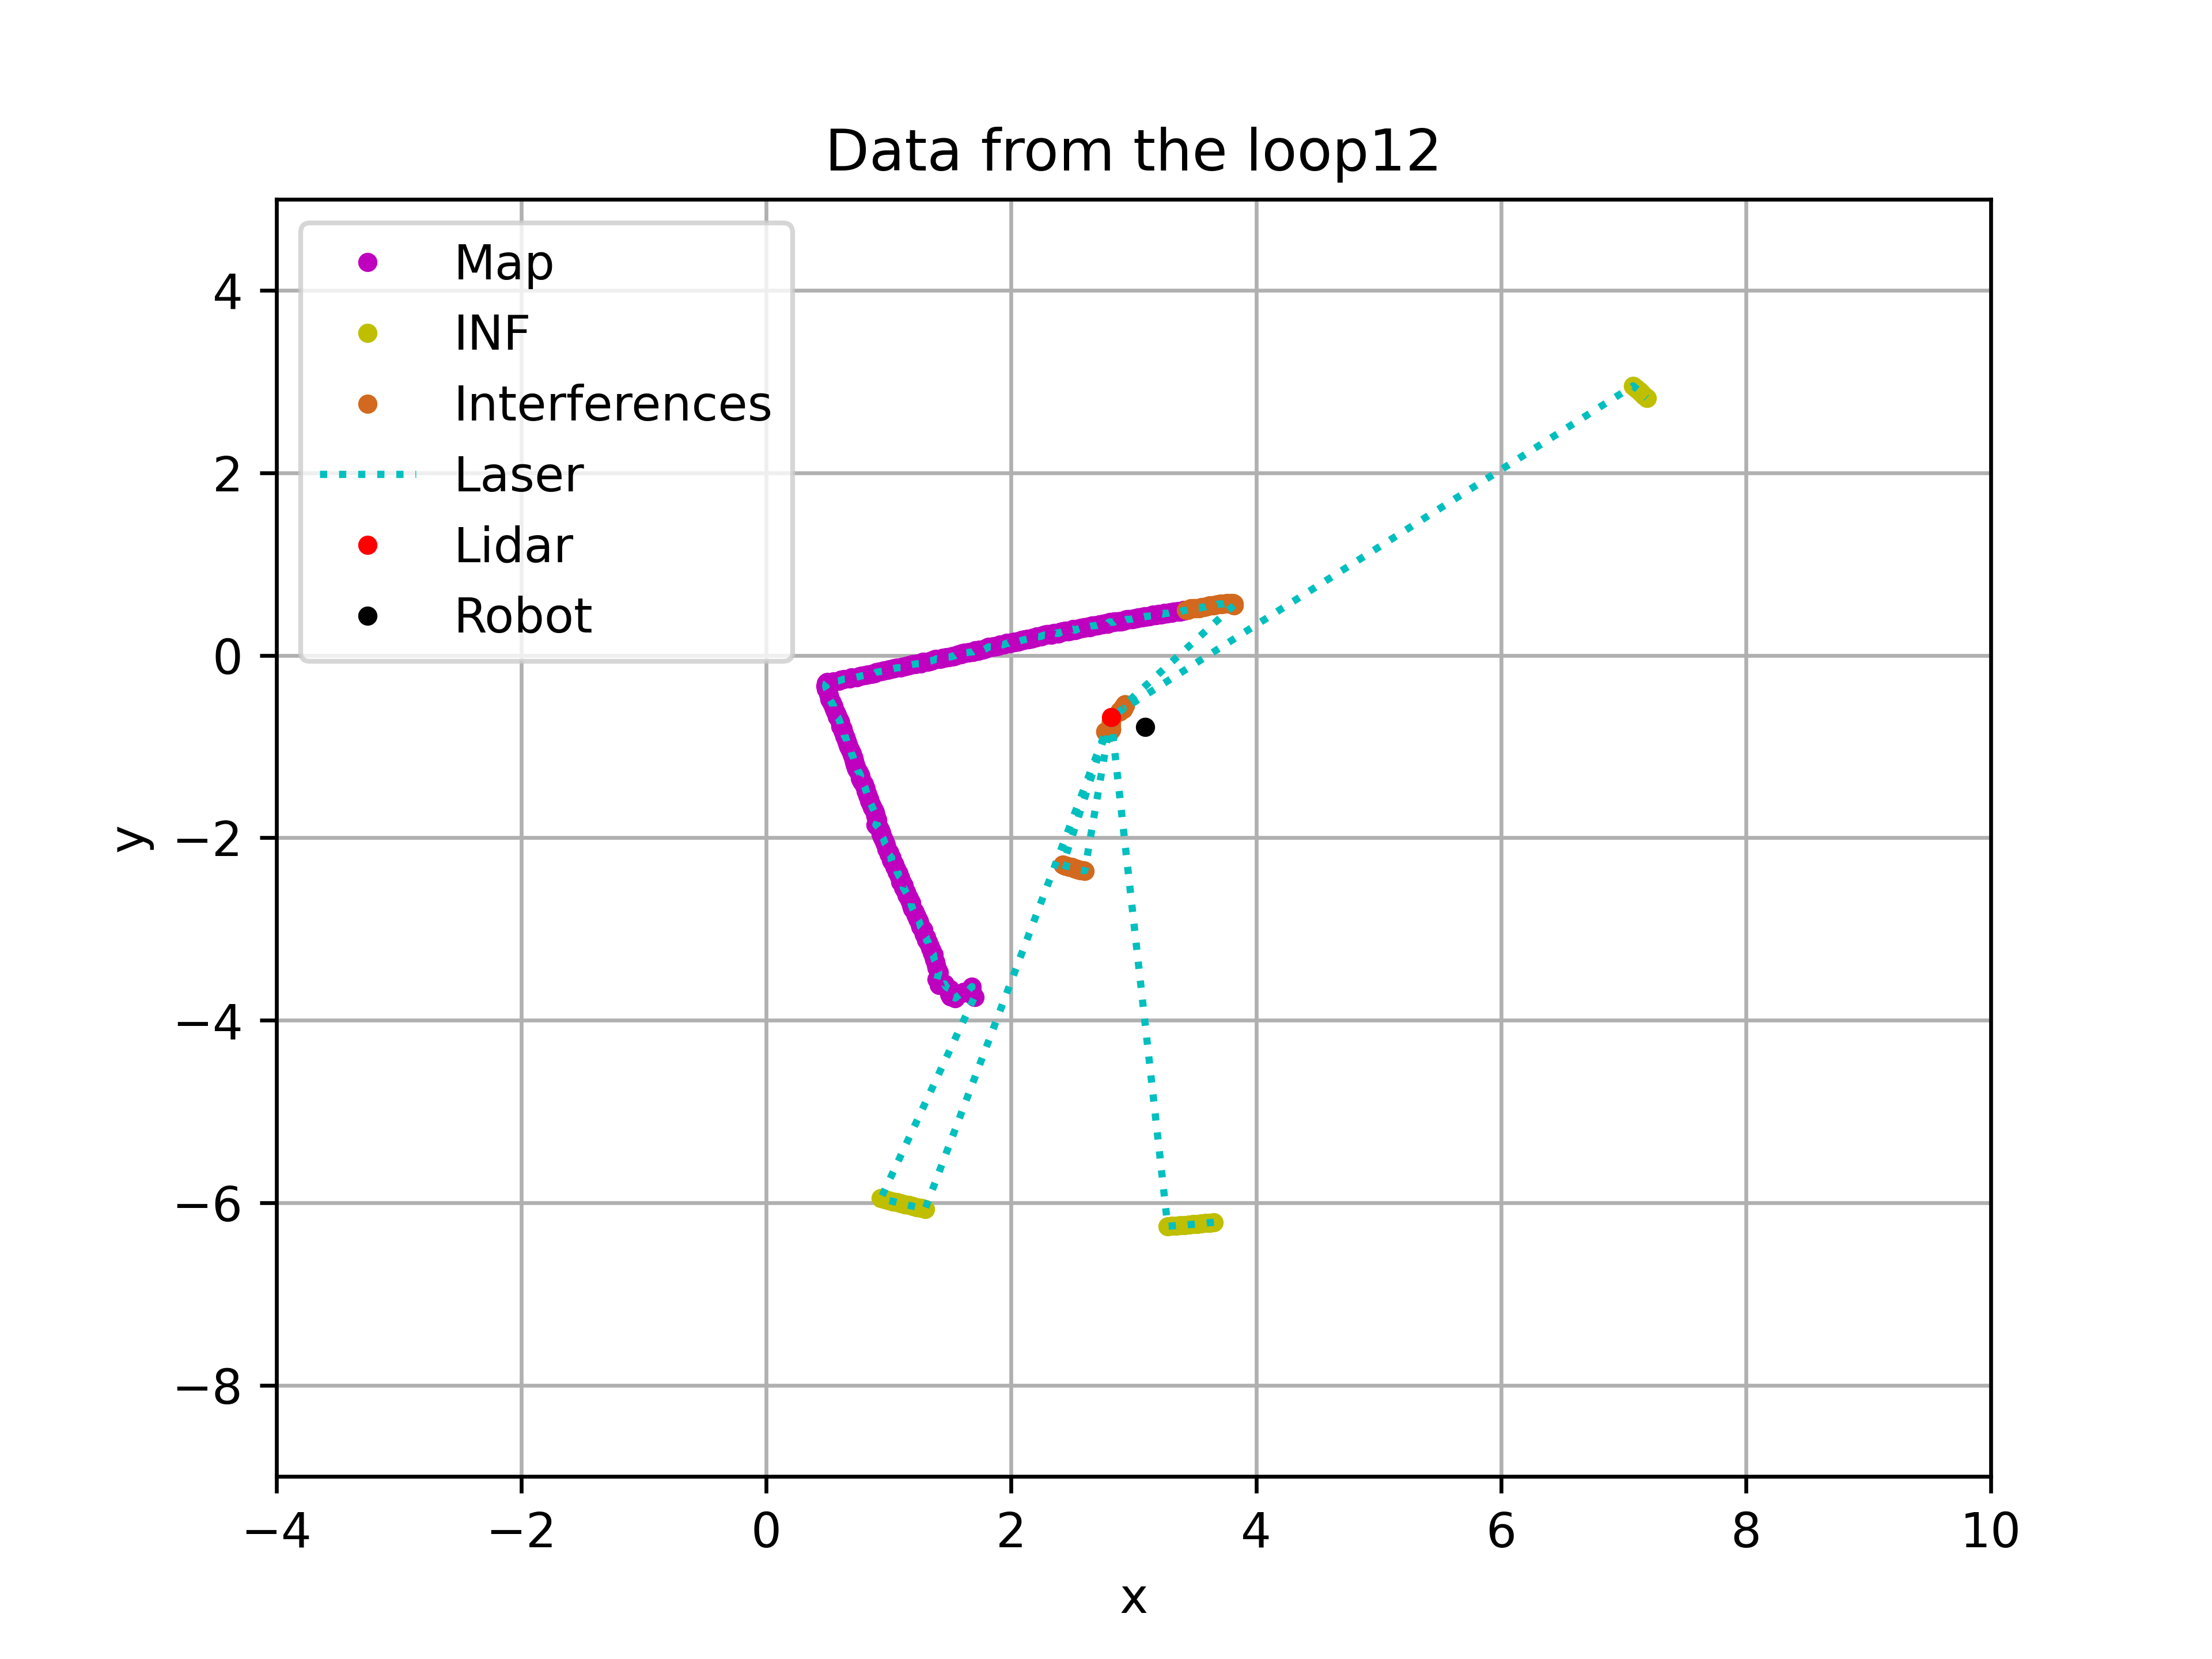 Data from the loop12
Map
INF
Interferences
Laser
Lidar
Robot
4
2
0
−2
−4
−6
−8
y
−4
−2
0
2
4
6
8
10
x